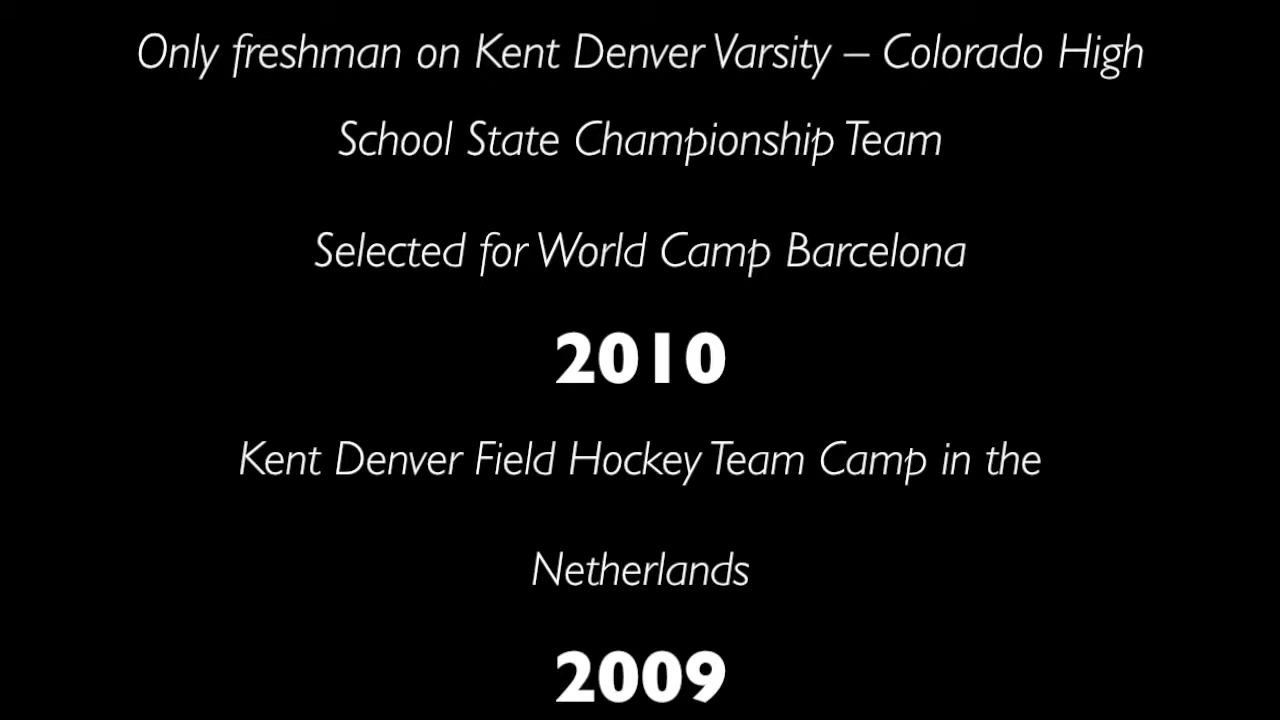 Only freshman on Kent Denver Varsity – Colorado High
School State Championship Team
Selected for World Camp Barcelona
2010
Kent Denver Field Hockey Team Camp in the
Netherlands
2009